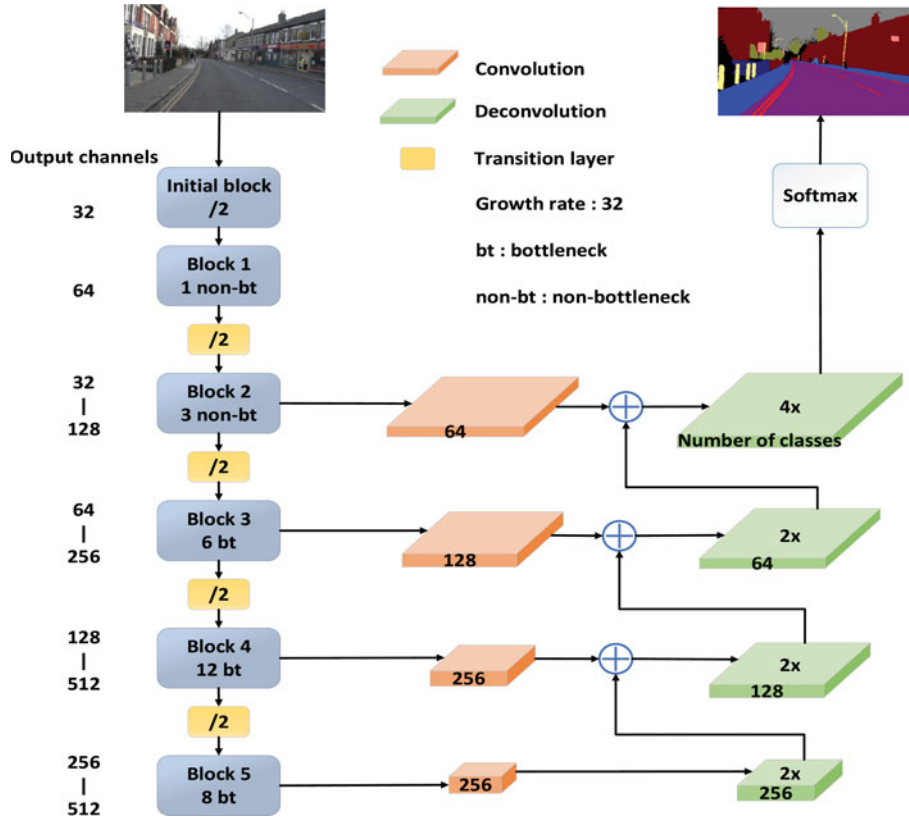 Convolution
Deconvolution
Transition layer
Growth rate : 32
bt : bottleneck
non-bt : non-bottleneck
Softmax
Output channels
32
Initial block
/2
64
Block 1
1 non-bt
/2
32
|
128
Block 2
3 non-bt
64
4x
Number of classes
/2
64
|
256
Block 3
6 bt
128
2x
64
/2
128
|
512
Block 4
12 bt
256
2x
128
/2
256
|
512
Block 5
8 bt
256
2x
256